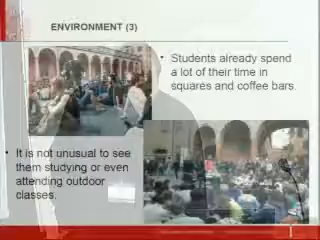 ENVIRONMENT (3)
• Students already spend
a lot of their time in
squares and coffee bars.
• It is not unusual to see
them studying or even
attending outdoor
classes.